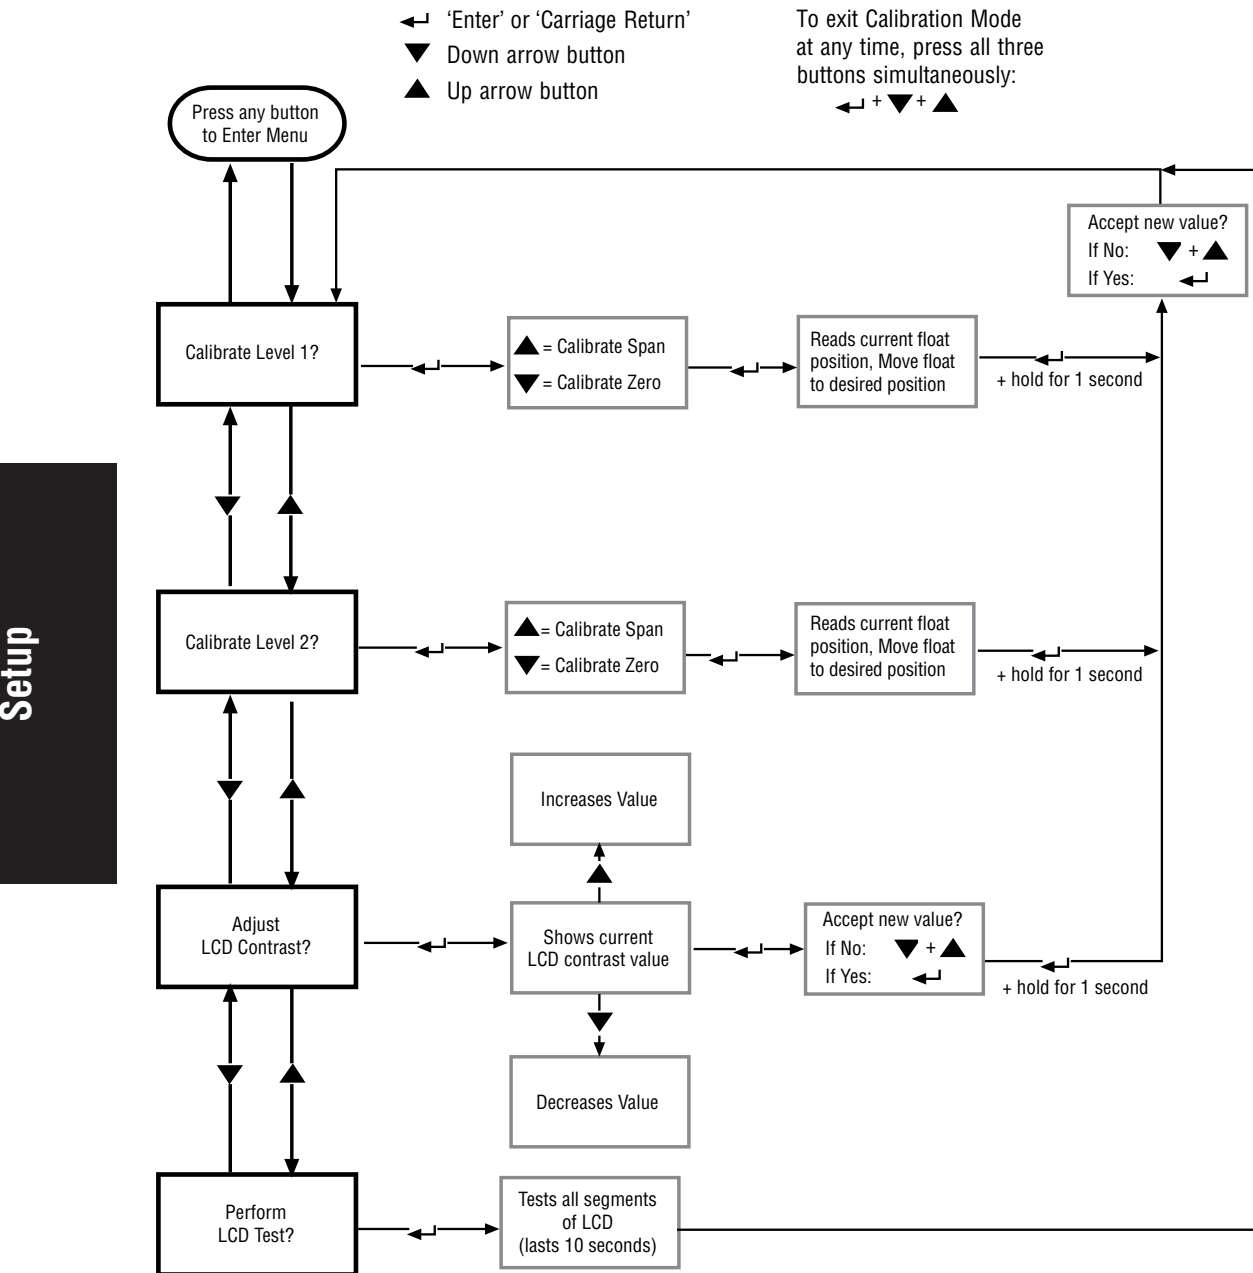 'Enter' or 'Carriage Return'
Down arrow button
Up arrow button
To exit Calibration Mode
at any time, press all three
buttons simultaneously:
+ +
Press any button
to Enter Menu
Accept new value?
If No: +
If Yes:
Calibrate Level 1?
= Calibrate Span
= Calibrate Zero
Reads current float
position, Move float
to desired position
+ hold for 1 second
Setup
Calibrate Level 2?
= Calibrate Span
= Calibrate Zero
Reads current float
position, Move float
to desired position
+ hold for 1 second
Increases Value
Adjust
LCD Contrast?
Shows current
LCD contrast value
Accept new value?
If No: +
If Yes:
+ hold for 1 second
Decreases Value
Perform
LCD Test?
Tests all segments
of LCD
(lasts 10 seconds)